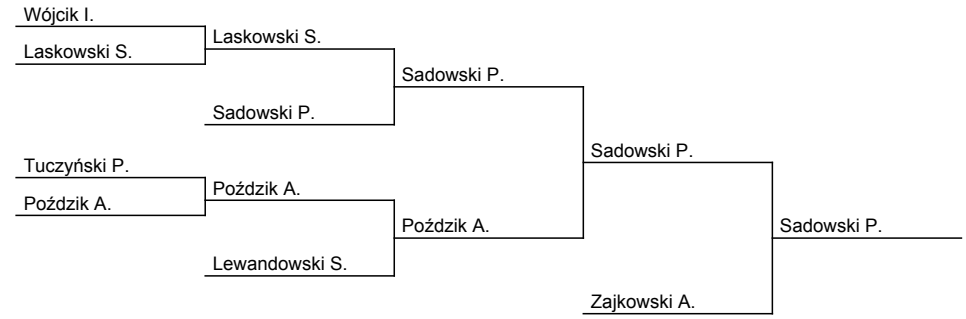 Wójcik I.
Laskowski S.
Laskowski S.
Sadowski P.
Sadowski P.
Tuczyński P.
Poździk A.
Poździk A.
Lewandowski S.
Poździk A.
Sadowski P.
Zajkowski A.
Sadowski P.